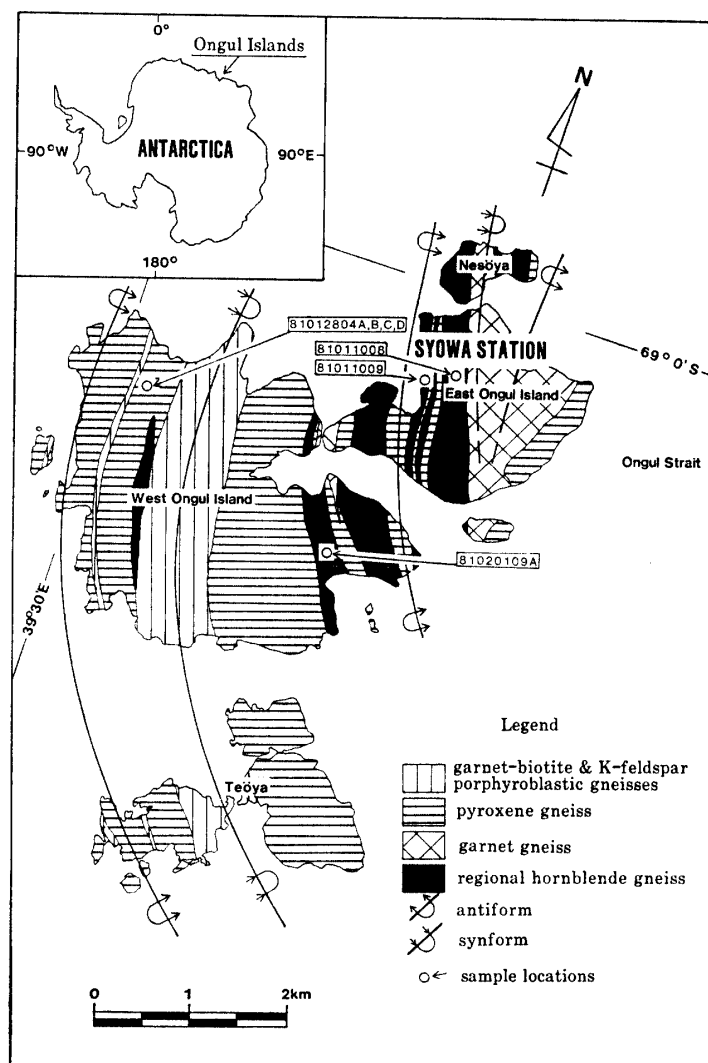 0°
Ongul Islands
90°W
ANTARCTICA
90°E
180°
N
Nesöya
81012804A,B,C,D
81011008
81011009
SYOWA STATION
East Ongul Island
69° 0'S
Ongul Strait
West Ongul Island
81020109A
39°30'E
Teöya
Legend
garnet-biotite & K-feldspar
porphyroblastic gneisses
pyroxene gneiss
garnet gneiss
regional hornblende gneiss
antiform
synform
sample locations
0 1 2km